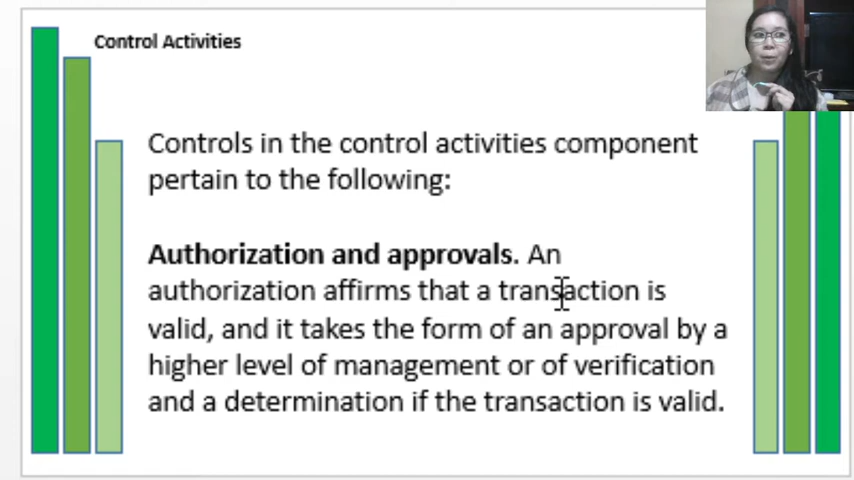 Control Activities
Controls in the control activities component
pertain to the following:
Authorization and approvals. An
authorization affirms that a transaction is
valid, and it takes the form of an approval by a
higher level of management or of verification
and a determination if the transaction is valid.